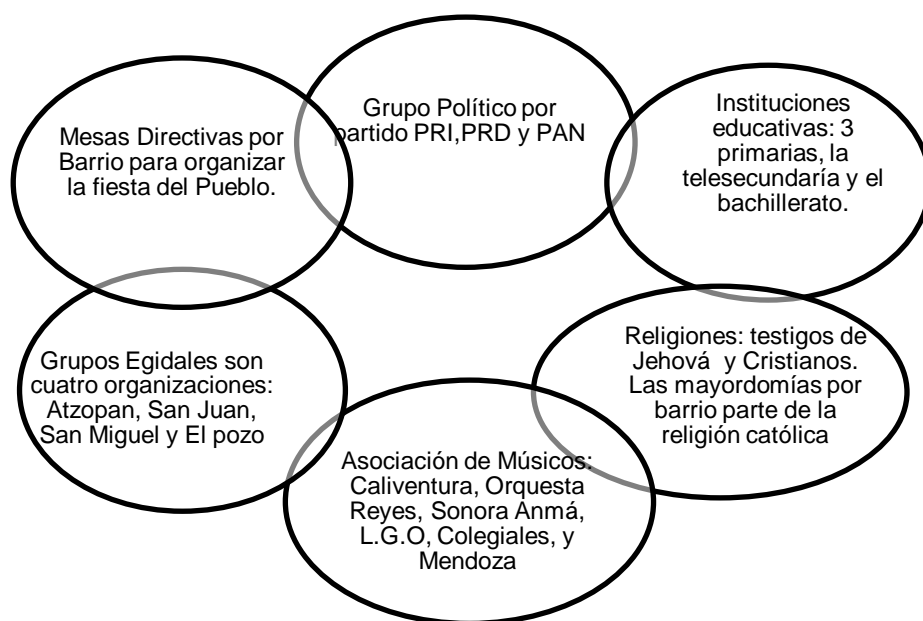 Grupo Político por
partido PRI,PRD y PAN
Instituciones
educativas: 3
primarias, la
telesecundaría y el
bachillerato.
Religiones: testigos de
Jehová  y Cristianos.
Las mayordomías por
barrio parte de la
religión católica
Asociación de Músicos:
Caliventura, Orquesta
Reyes, Sonora Anmá,
L.G.O, Colegiales, y
Mendoza
Grupos Egidales son
cuatro organizaciones:
Atzopan, San Juan,
San Miguel y El pozo
Mesas Directivas por
Barrio para organizar
la fiesta del Pueblo.